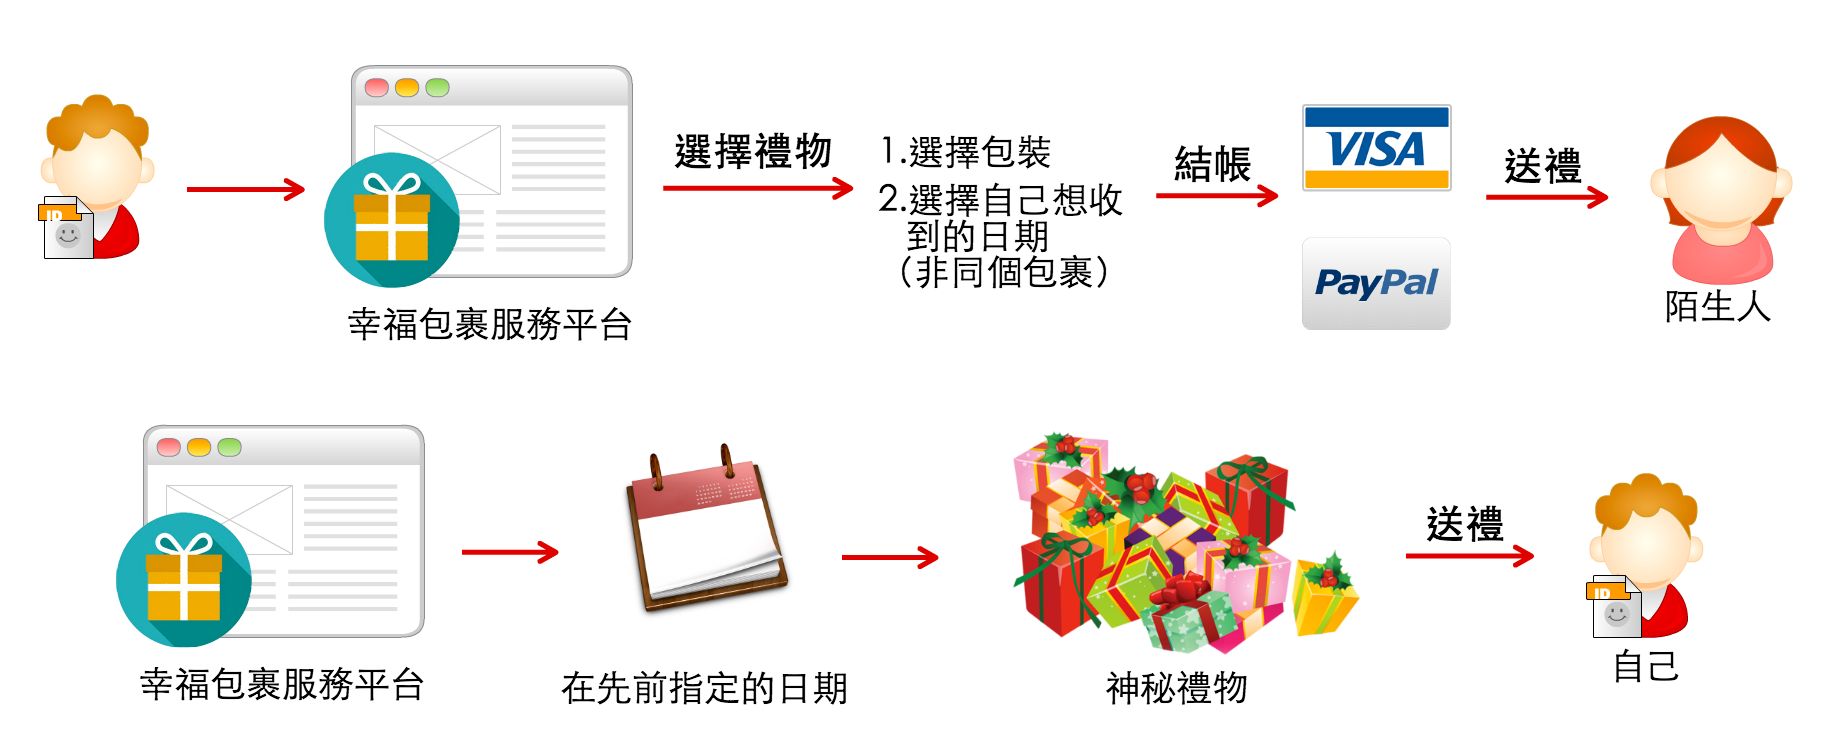 選擇禮物
1.選擇包裝
2.選擇自己想收
到的日期
（非同個包裹）
結帳
VISA
PayPal
送禮
ID
幸福包裹服務平台
陌生人
送禮
ID
幸福包裹服務平台
在先前指定的日期
神秘禮物
自己